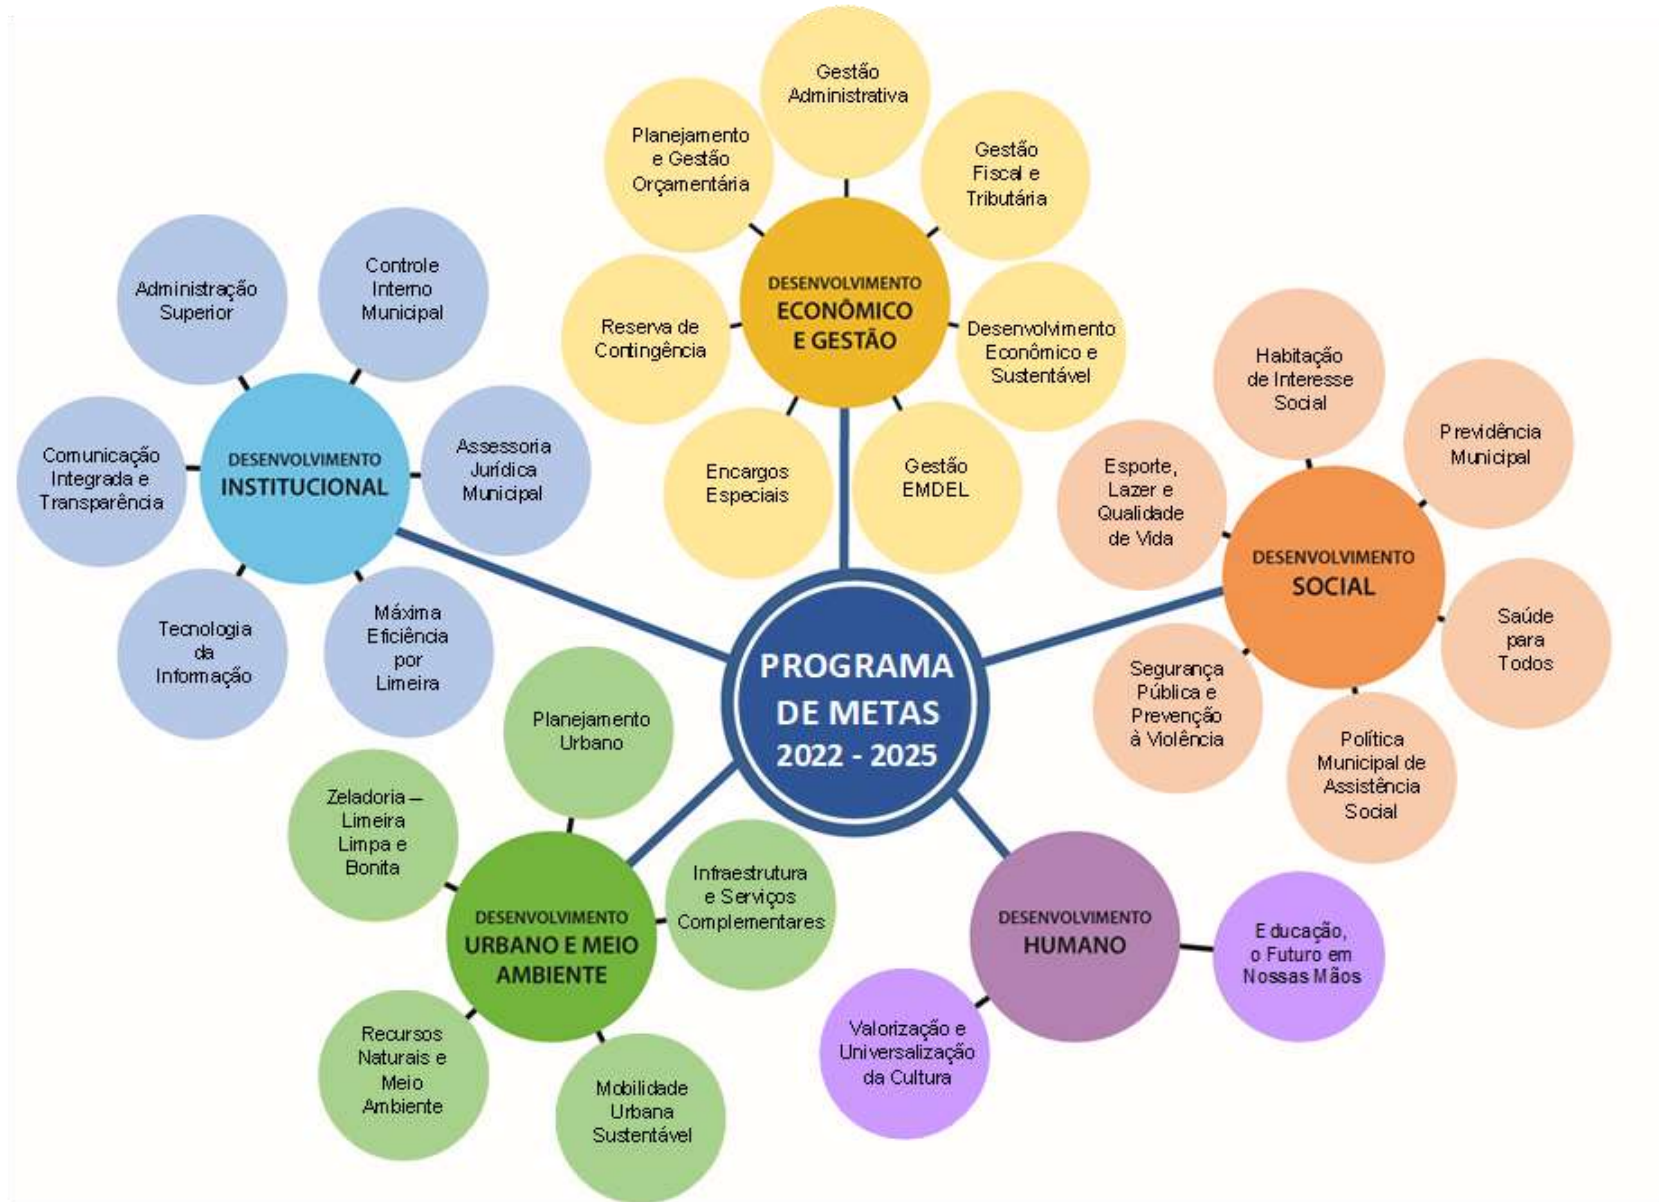 Gestão
Administrativa
Planejamento
e Gestão
Orçamentária
Gestão
Fiscal e
Tributária
Reserva de
Contingência
DESENVOLVIMENTO
ECONÔMICO
E GESTÃO
Desenvolvimento
Econômico e
Sustentável
Encargos
Especiais
Gestão
EMDEL
Administração
Superior
Controle
Interno
Municipal
Comunicação
Integrada e
Transparência
DESENVOLVIMENTO
INSTITUCIONAL
Assessoria
Jurídica
Municipal
Tecnologia
da
Informação
Máxima
Eficiência
por
Limeira
Habitação
de Interesse
Social
Previdência
Municipal
Esporte,
Lazer e
Qualidade
de Vida
DESENVOLVIMENTO
SOCIAL
Saúde
para
Todos
Segurança
Pública e
Prevenção
à Violência
Política
Municipal de
Assistência
Social
PROGRAMA
DE METAS
2022 - 2025
Planejamento
Urbano
Zeladoria –
Limeira
Limpa e
Bonita
Infraestrutura
e Serviços
Complementares
DESENVOLVIMENTO
URBANO E MEIO
AMBIENTE
Recursos
Naturais e
Meio
Ambiente
Mobilidade
Urbana
Sustentável
DESENVOLVIMENTO
HUMANO
Educação,
o Futuro em
Nossas Mãos
Valorização e
Universalização
da Cultura